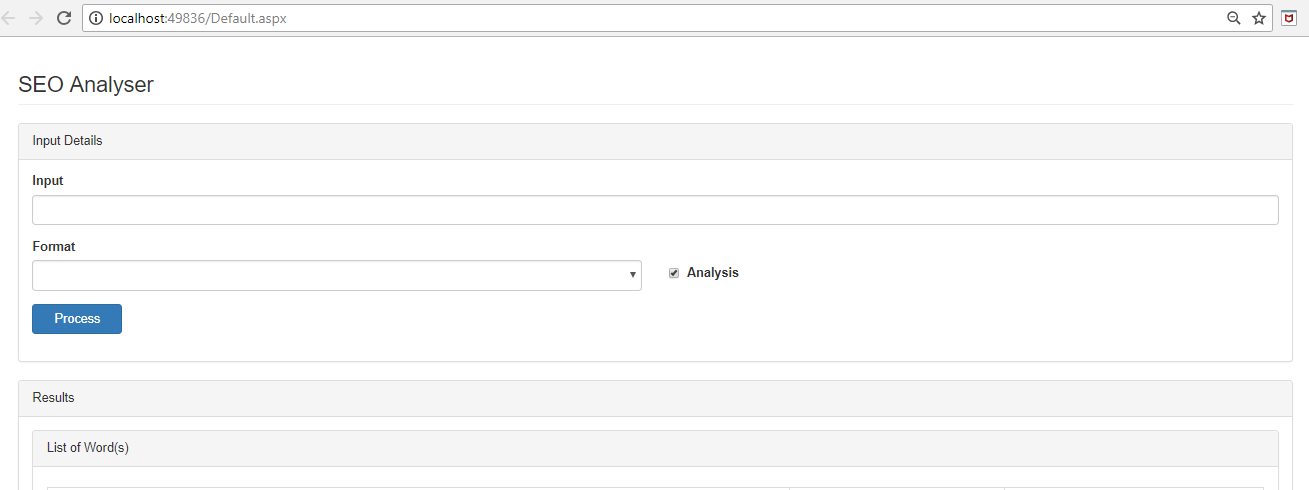 localhost:49836/Default.aspx
SEO Analyser
Input Details
Input
Format
Analysis
Process
Results
List of Word(s)